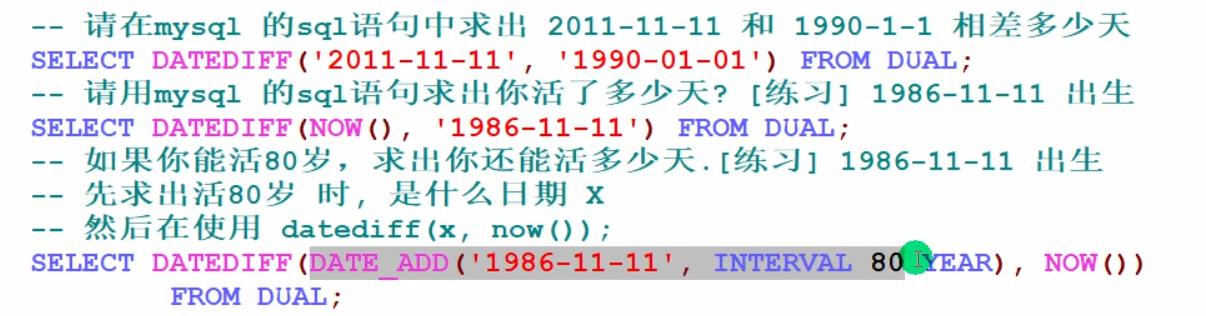 -- 请在mysql 的sql语句中求出 2011-11-11 和 1990-1-1 相差多少天
SELECT DATEDIFF('2011-11-11', '1990-01-01') FROM DUAL;
-- 请用mysql 的sql语句求出你活了多少天? [练习] 1986-11-11 出生
SELECT DATEDIFF(NOW(), '1986-11-11') FROM DUAL;
-- 如果你能活80岁，求出你还能活多少天.[练习] 1986-11-11 出生
-- 先求出活80岁 时, 是什么日期 X
-- 然后在使用 datediff(x, now());
SELECT DATEDIFF(DATE_ADD('1986-11-11', INTERVAL 80 YEAR), NOW())
FROM DUAL;